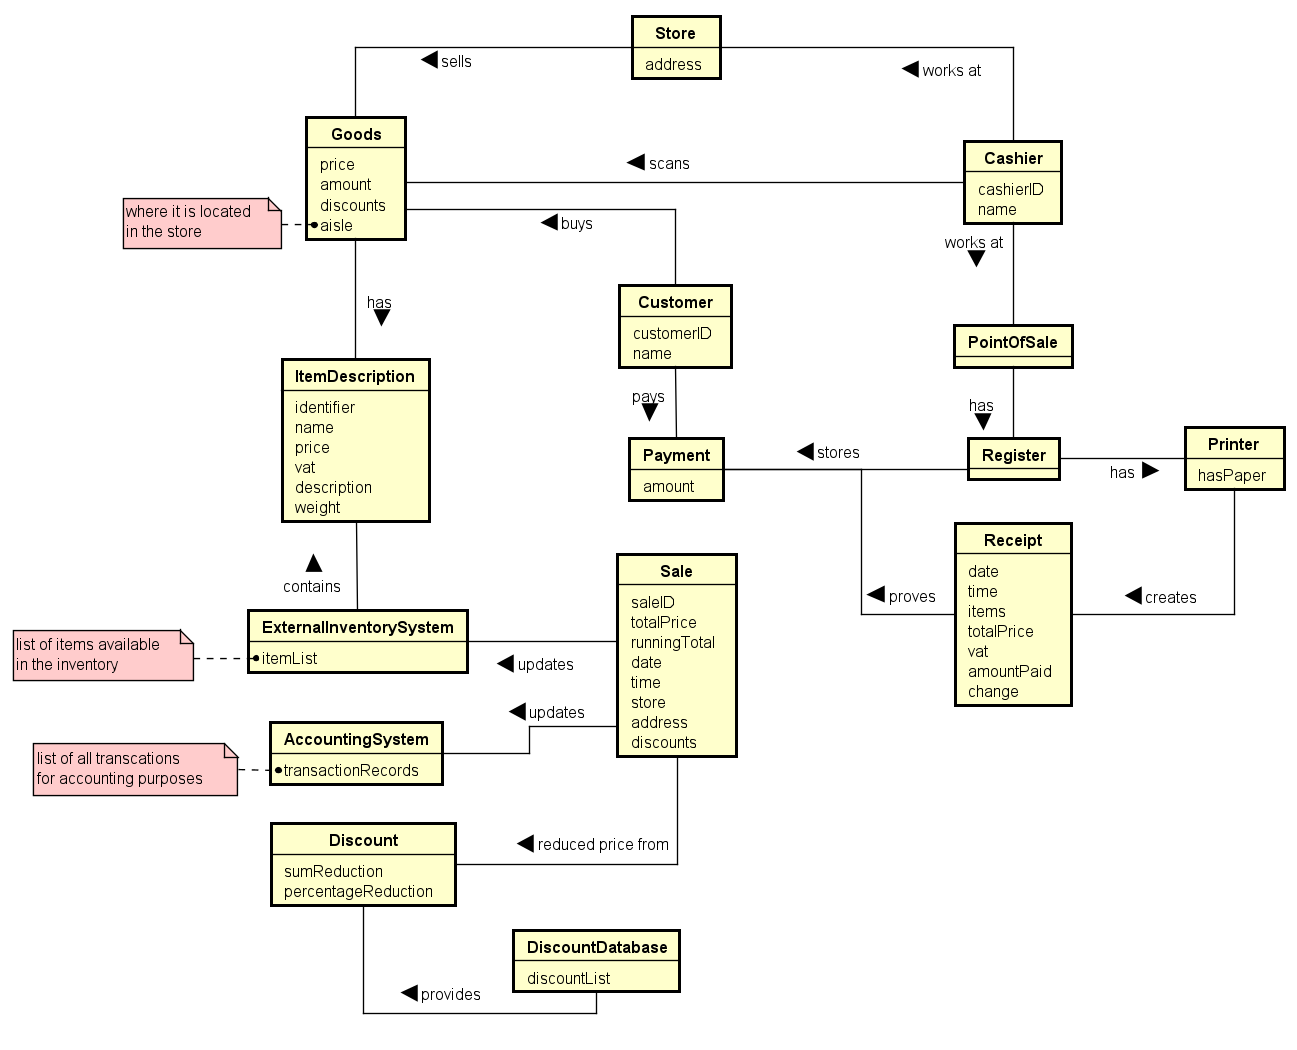 Store
address
sells
works at
Goods
price
amount
discounts
aisle
where it is located
in the store
scans
Cashier
cashierID
name
buys
works at
has
Customer
customerID
name
PointOfSale
ItemDescription
identifier
name
price
vat
description
weight
pays
has
Payment
amount
stores
Register
has
Printer
hasPaper
Receipt
date
time
items
totalPrice
vat
amountPaid
change
proves
creates
contains
Sale
saleID
totalPrice
runningTotal
date
time
store
address
discounts
ExternalInventorySystem
itemList
list of items available
in the inventory
updates
updates
AccountingSystem
transactionRecords
list of all transcations
for accounting purposes
Discount
sumReduction
percentageReduction
reduced price from
DiscountDatabase
discountList
provides